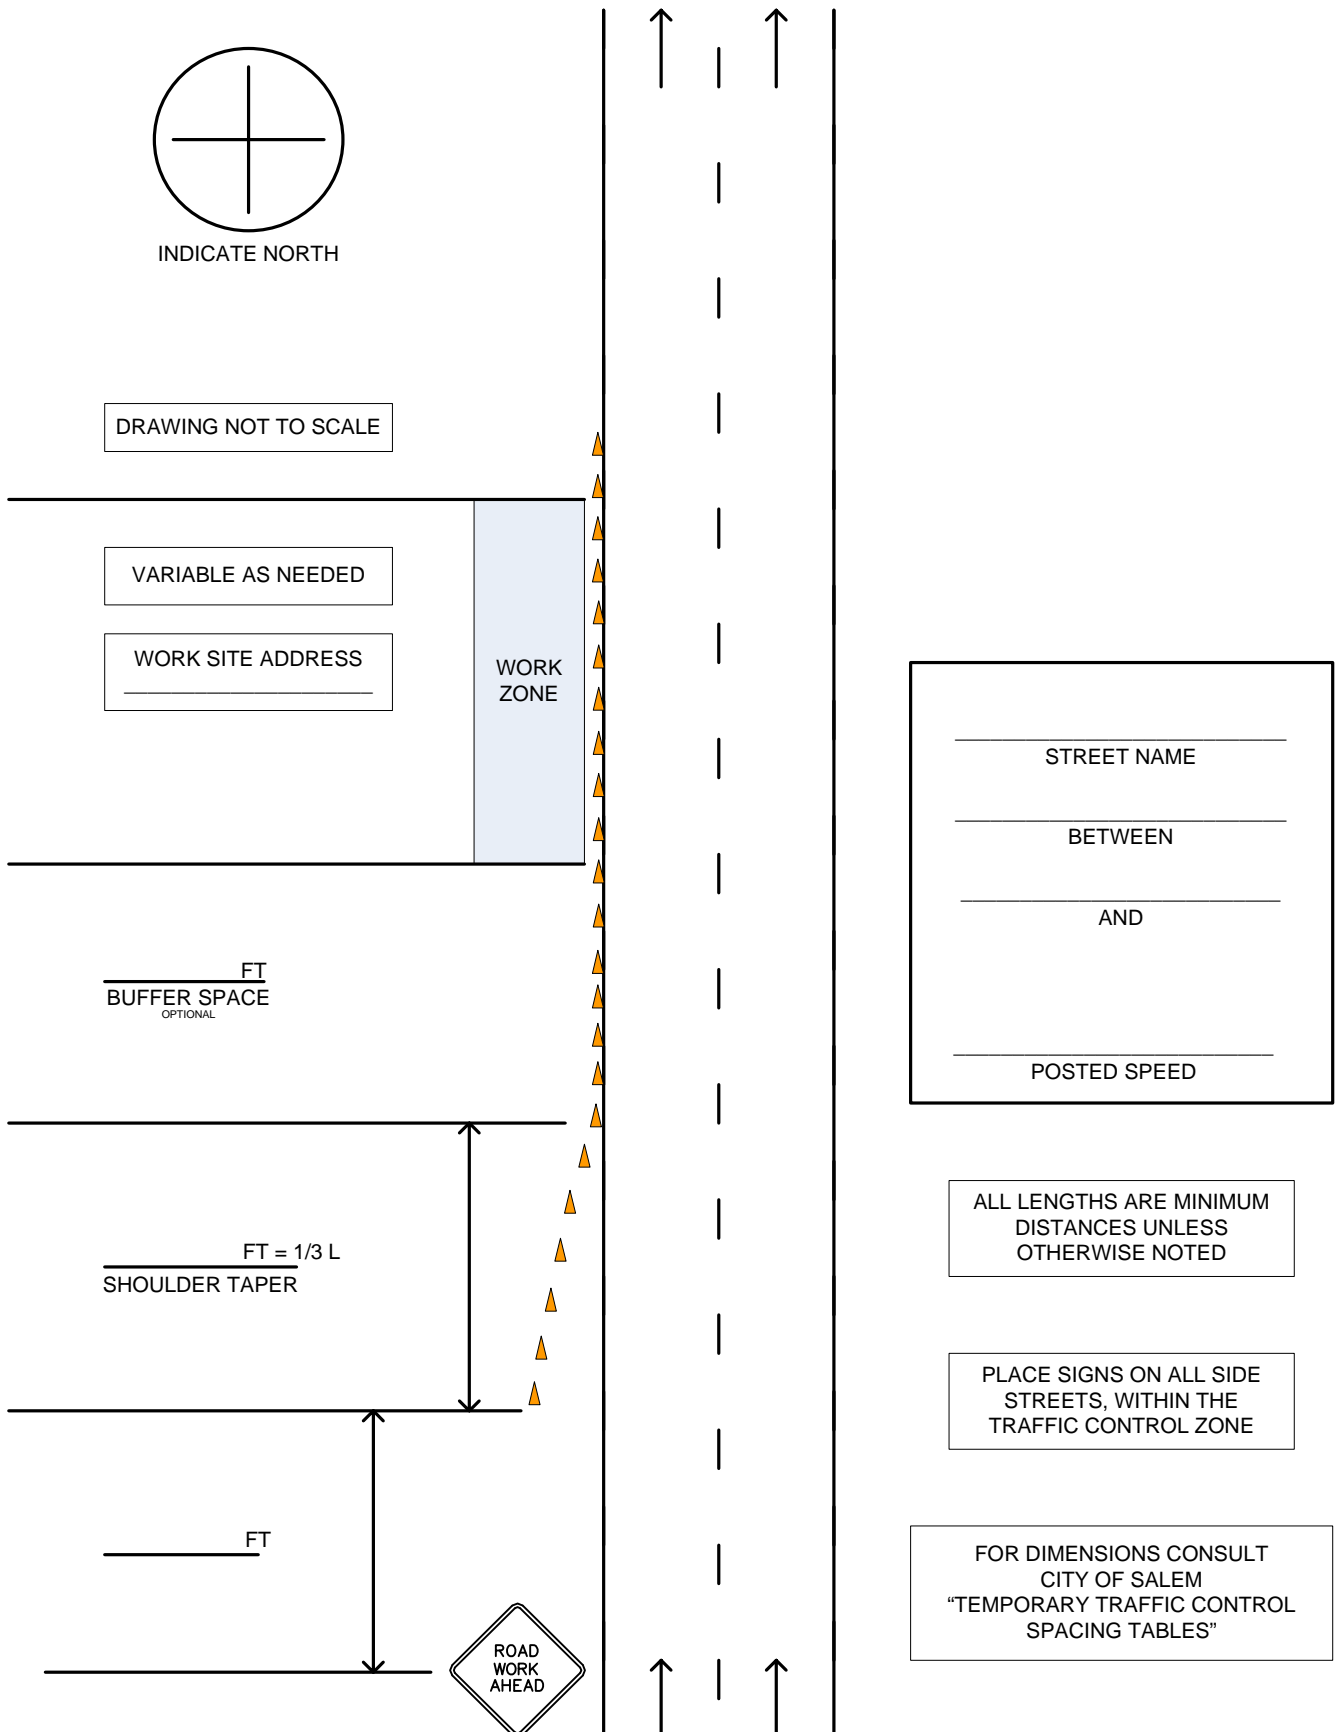 INDICATE NORTH
DRAWING NOT TO SCALE
VARIABLE AS NEEDED
WORK SITE ADDRESS
WORK
ZONE
STREET NAME
BETWEEN
AND
POSTED SPEED
FT
BUFFER SPACE
OPTIONAL
FT = 1/3 L
SHOULDER TAPER
ALL LENGTHS ARE MINIMUM
DISTANCES UNLESS
OTHERWISE NOTED
PLACE SIGNS ON ALL SIDE
STREETS, WITHIN THE
TRAFFIC CONTROL ZONE
FT
FOR DIMENSIONS CONSULT
CITY OF SALEM
“TEMPORARY TRAFFIC CONTROL
SPACING TABLES”
ROAD
WORK
AHEAD